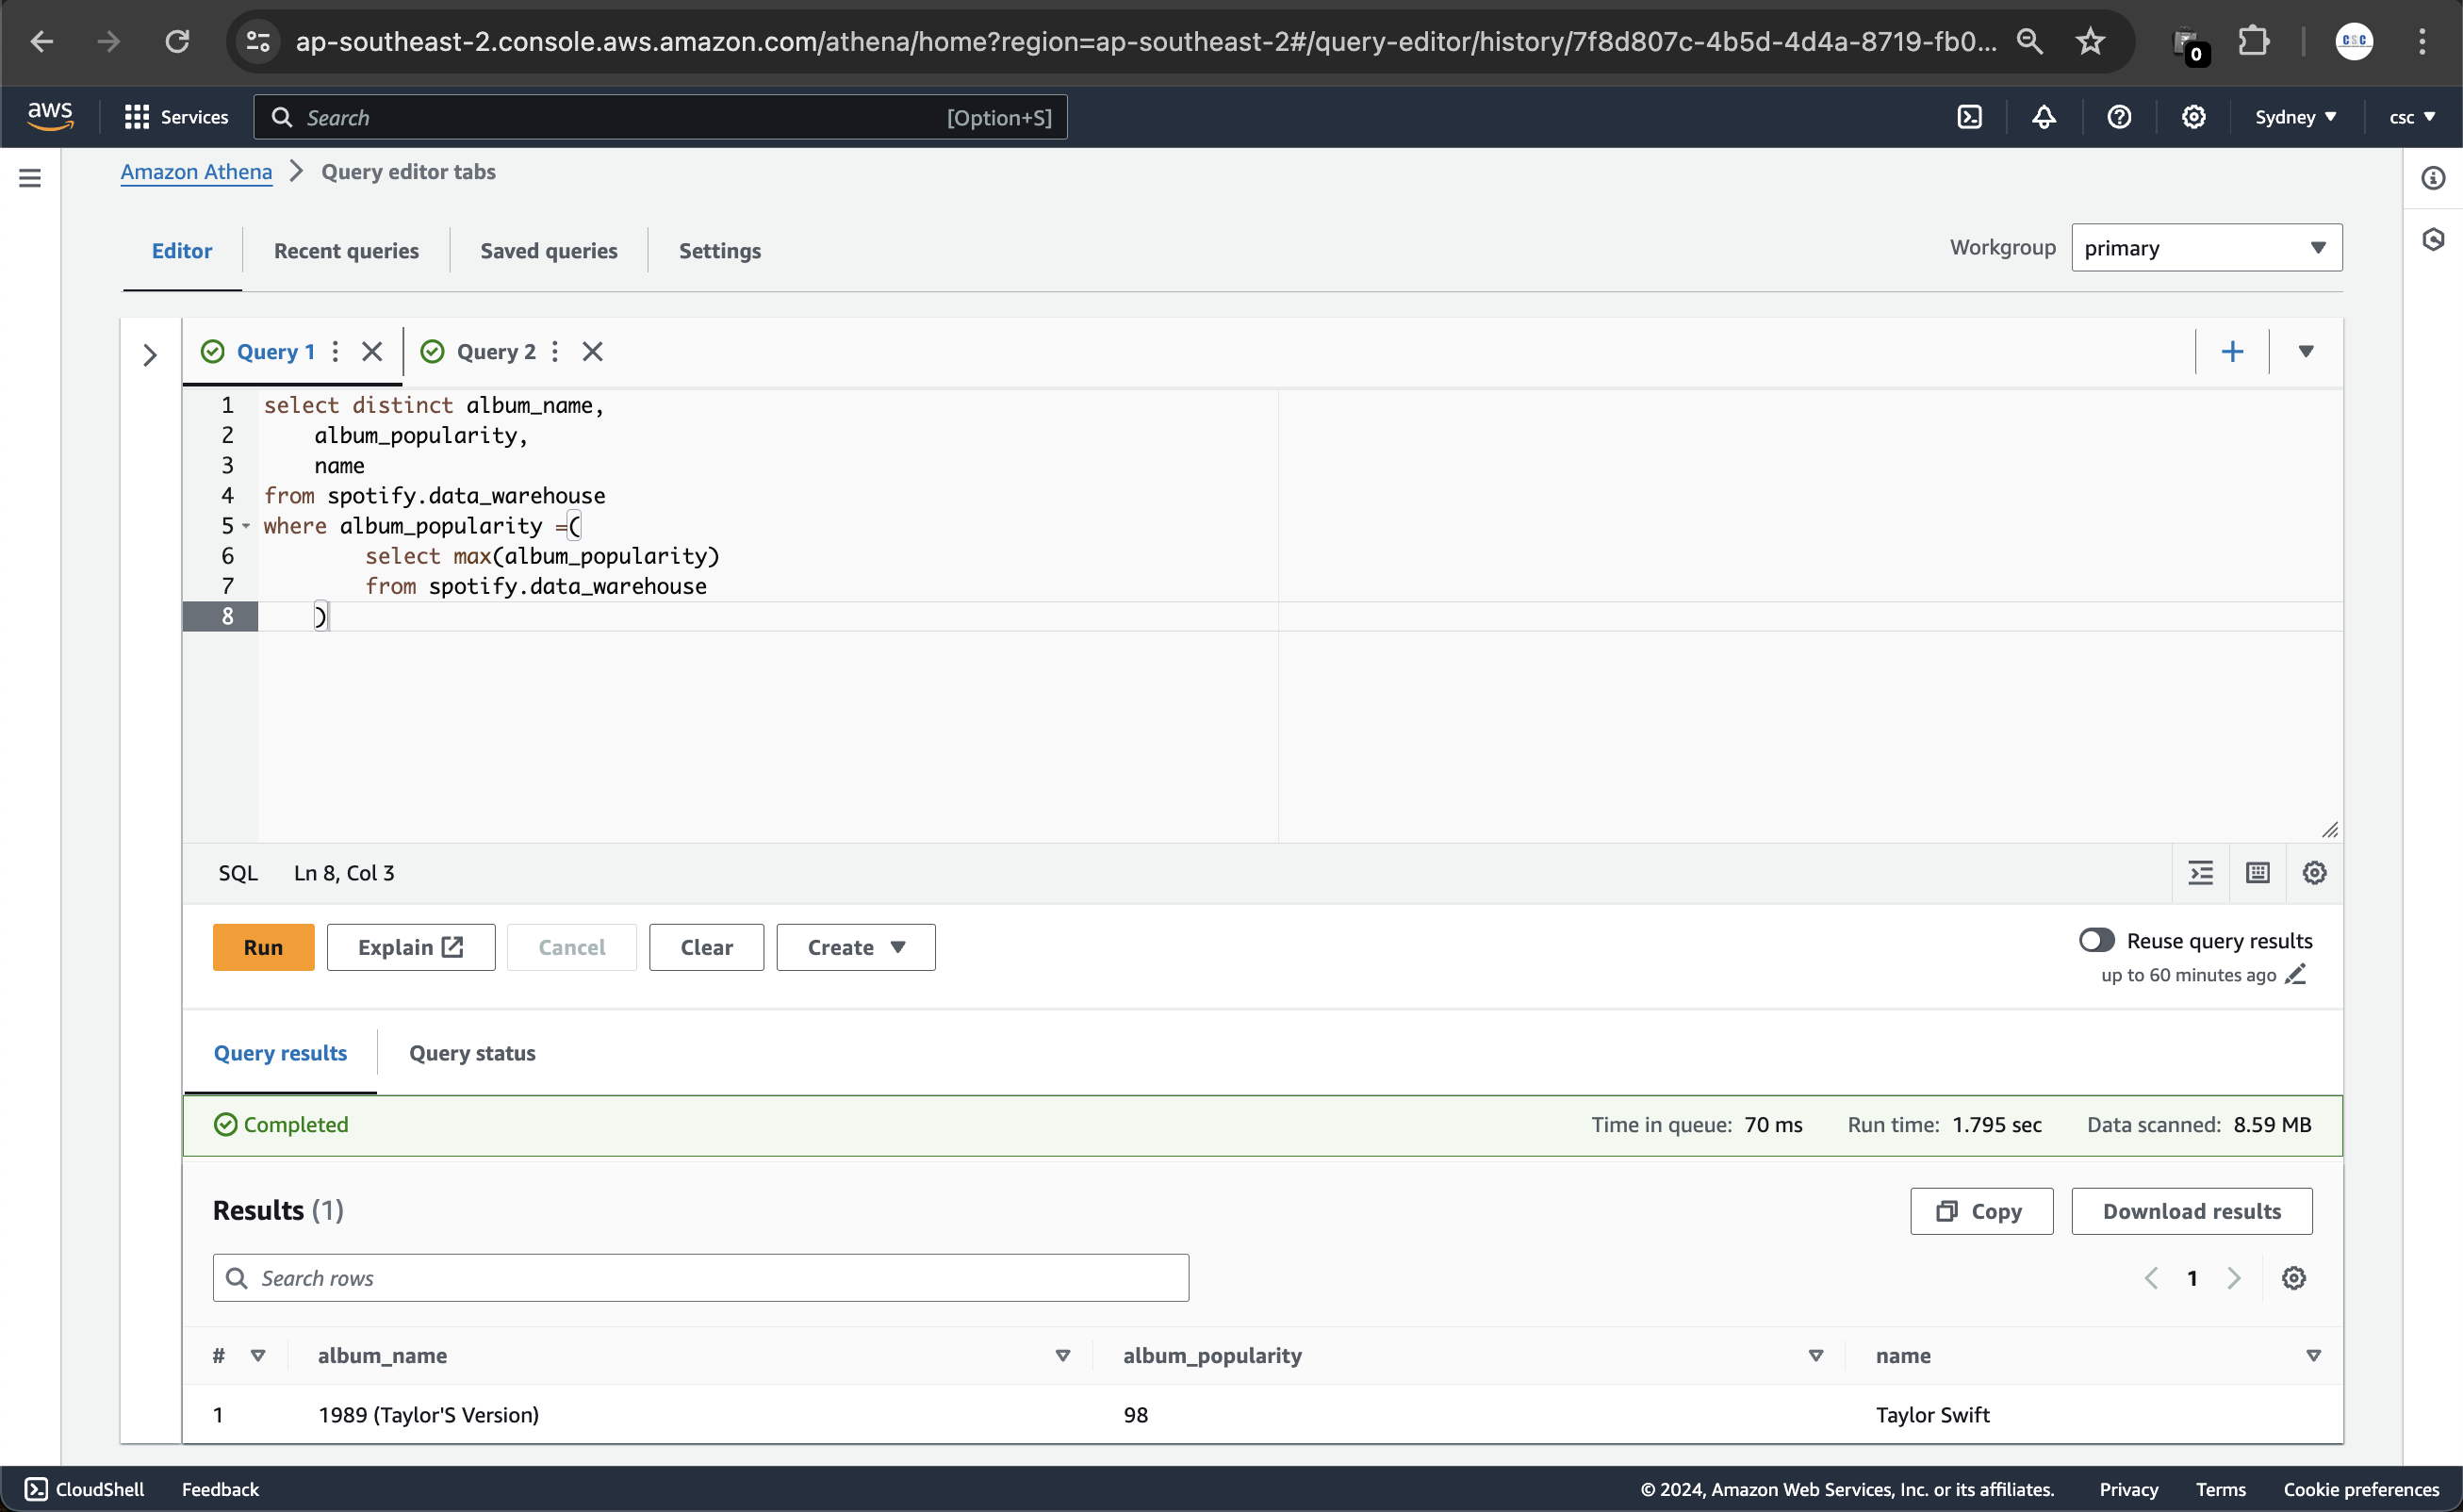 ap-southeast-2.console.aws.amazon.com/athena/home?region=ap-southeast-2#/query-editor/history/7f8d807c-4b5d-4d4a-8719-fb0...
0
CSC
aws
Services
Search
[Option+S]
Sydney
csc
Amazon Athena
Query editor tabs
Editor
Recent queries
Saved queries
Settings
Workgroup
primary
Query 1
Query 2
1 select distinct album_name,
2 album_popularity,
3 name
4 from spotify.data_warehouse
5 where album_popularity =(
6 select max(album_popularity)
7 from spotify.data_warehouse
8 )
SQL
Ln 8, Col 3
Run
Explain
Cancel
Clear
Create
Reuse query results
up to 60 minutes ago
Query results
Query status
Completed
Time in queue: 70 ms
Run time: 1.795 sec
Data scanned: 8.59 MB
Results (1)
Copy
Download results
Search rows
1
# album_name album_popularity name
1 1989 (Taylor'S Version) 98 Taylor Swift
CloudShell
Feedback
© 2024, Amazon Web Services, Inc. or its affiliates.
Privacy
Terms
Cookie preferences